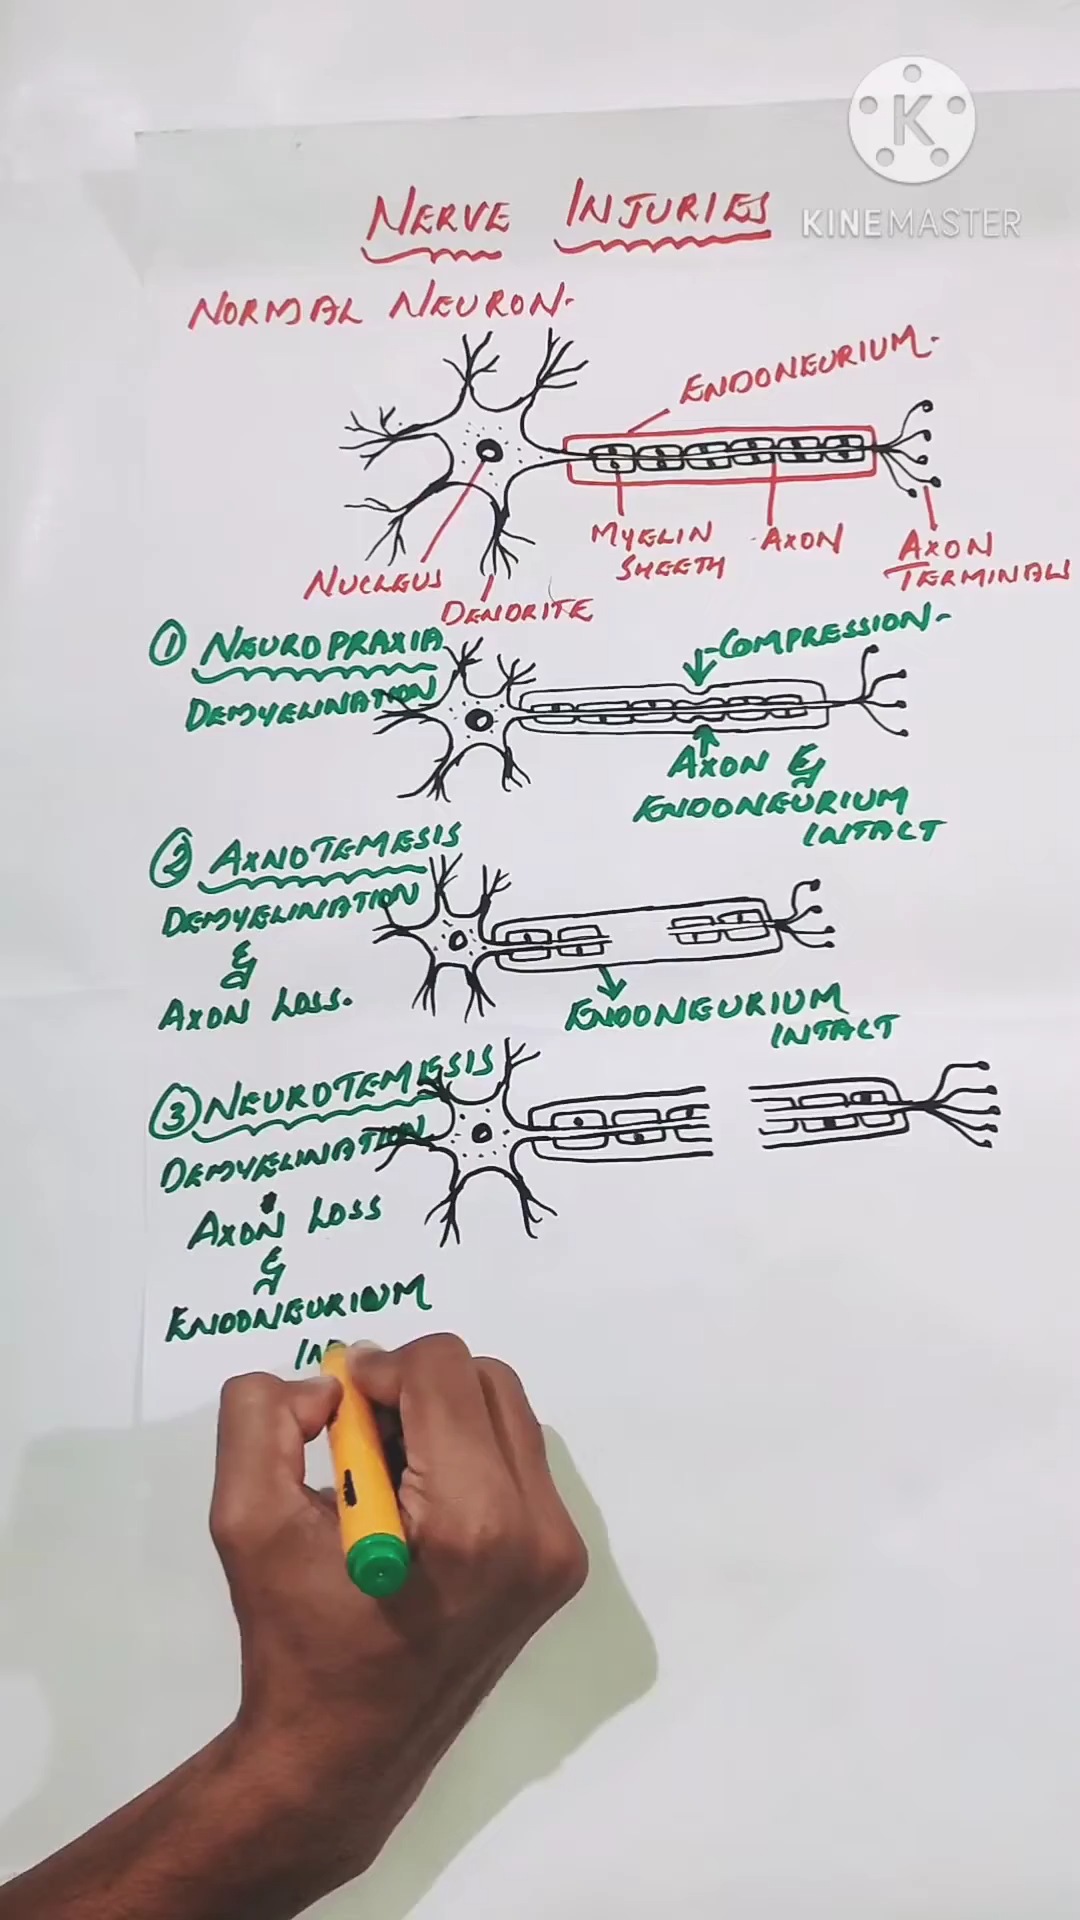 K
KINEMASTER
NERVE INJURIES
NORMAL NEURON-
ENDONEURIUM-
MYELIN SHEETH
AXON
AXON TERMINALS
NUCLEUS
DENDRITE
① NEUROPRAXIA
DEMYELINATION
COMPRESSION-
AXON &
ENDONEURIUM
INTACT
② AXNOTEMESIS
DEMYELINATION
&
AXON LOSS.
ENDONEURIUM
INTACT
③ NEUROTEMESIS
DEMYELINATION
AXON LOSS
&
ENDONEURIUM
IN